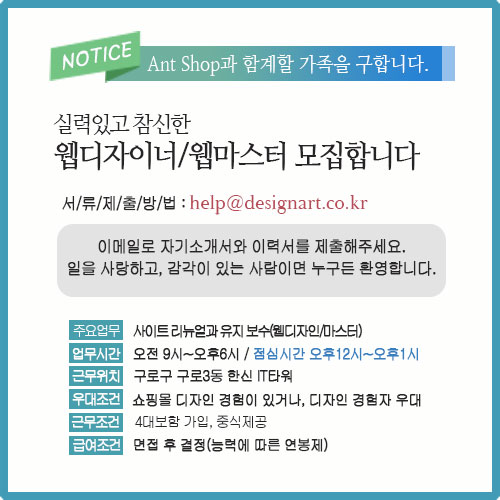 NOTICE
Ant Shop과 함게할 가족을 구합니다.
실력있고 참신한
웹디자이너/웹마스터 모집합니다
서/류/제/출/방/법 : help@designart.co.kr
이메일로 자기소개서와 이력서를 제출해주세요.
일을 사랑하고, 감각이 있는 사람이면 누구든 환영합니다.
주요업무 사이트 리뉴얼과 유지 보수(웹디자인/마스터)
업무시간 오전 9시~오후6시 / 점심시간 오후12시~오후1시
근무위치 구로구 구로3동 한신 IT타워
우대조건 쇼핑몰 디자인 경험이 있거나, 디자인 경험자 우대
근무조건 4대보함 가입, 중식제공
급여조건 면접 후 결정(능력에 따른 연봉제)